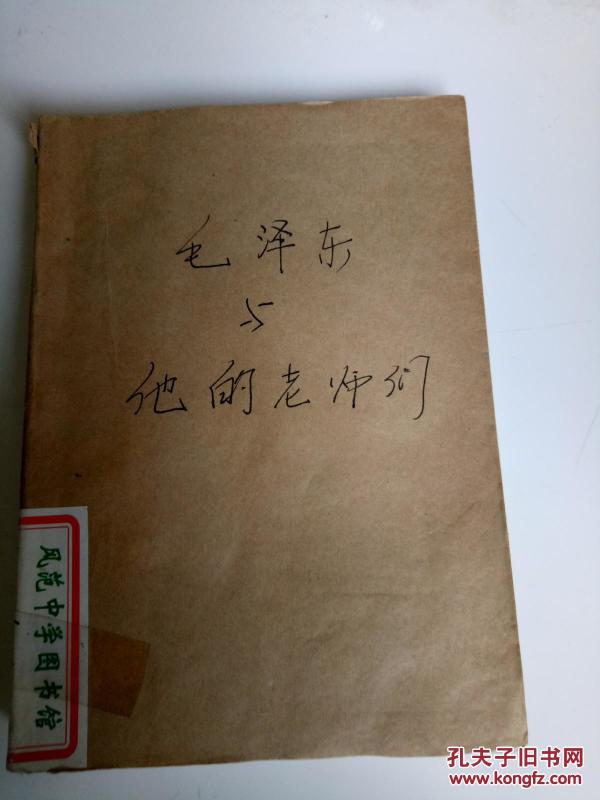 毛泽东
与
他的老师们
风范中学图书馆
孔夫子旧书网
www.kongfz.com